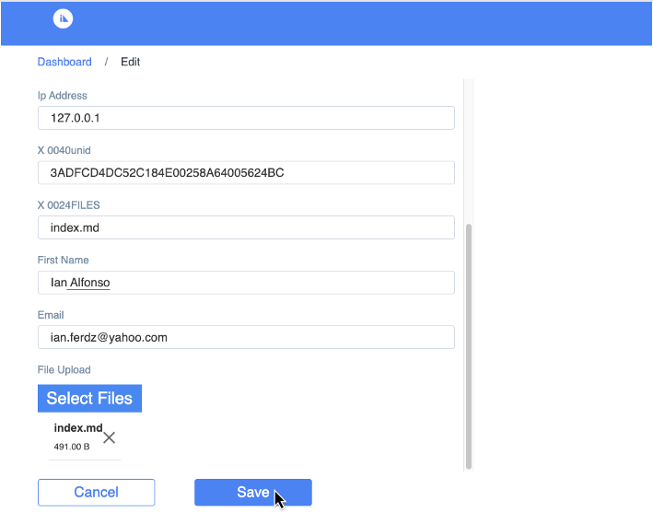 Dashboard / Edit
Ip Address
127.0.0.1
X 0040unid
3ADFCD4DC52C184E00258A64005624BC
X 0024FILES
index.md
First Name
Ian Alfonso
Email
ian.ferdz@yahoo.com
File Upload
Select Files
index.md
491.00 B
Cancel
Save